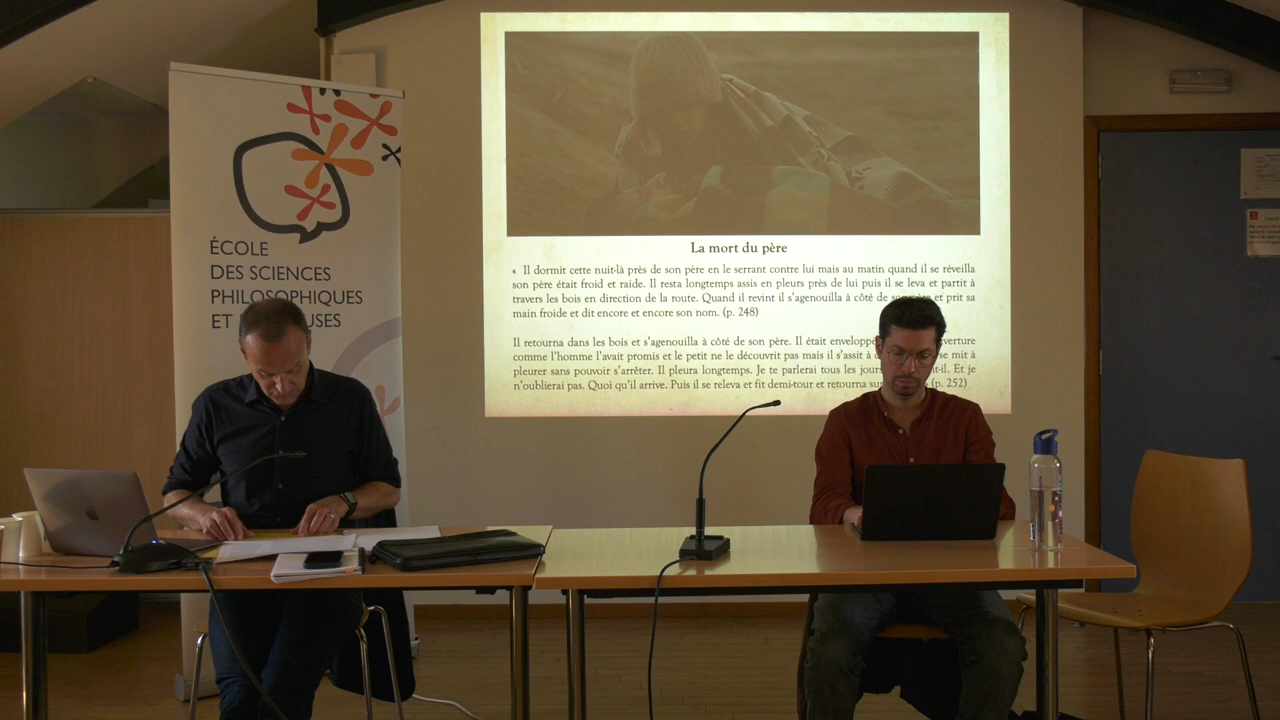 ÉCOLE
DES SCIENCES
PHILOSOPHIQUES
ET USES
La mort du père
« Il dormit cette nuit-là près de son père en le serrant contre lui mais au matin quand il se réveilla
son père était froid et raide. Il resta longtemps assis en pleurs près de lui puis il se leva et partit à
travers les bois en direction de la route. Quand il revint il s'agenouilla à côté de son et prit sa
main froide et dit encore et encore son nom. (p. 248)
Il retourna dans les bois et s'agenouilla à côté de son père. Il était enveloppé verture
comme l'homme l'avait promis et le petit ne le découvrit pas mais il s'assit à se mit à
pleurer sans pouvoir s'arrêter. Il pleura longtemps. Je te parlerai tous les jours t-il. Et je
n'oublierai pas. Quoi qu'il arrive. Puis il se releva et fit demi-tour et retourna (p. 252)